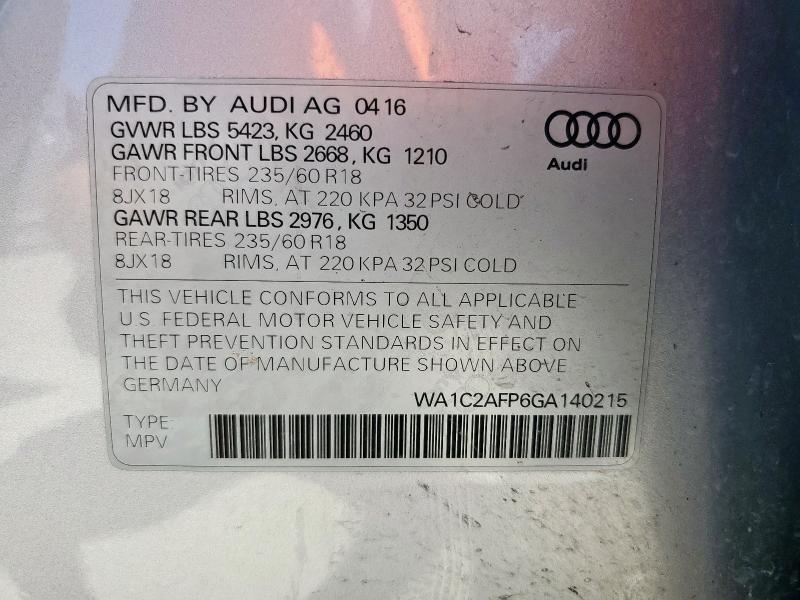 MFD. BY AUDI AG 04 16
GVWR LBS 5423, KG 2460
GAWR FRONT LBS 2668, KG 1210
FRONT-TIRES 235/60 R18
8JX18 RIMS, AT 220 KPA 32 PSI COLD
GAWR REAR LBS 2976, KG 1350
REAR-TIRES 235/60 R18
8JX18 RIMS, AT 220 KPA 32 PSI COLD
Audi
THIS VEHICLE CONFORMS TO ALL APPLICABLE
U.S. FEDERAL MOTOR VEHICLE SAFETY AND
THEFT PREVENTION STANDARDS IN EFFECT ON
THE DATE OF MANUFACTURE SHOWN ABOVE
GERMANY
WA1C2AFP6GA140215
TYPE:
MPV